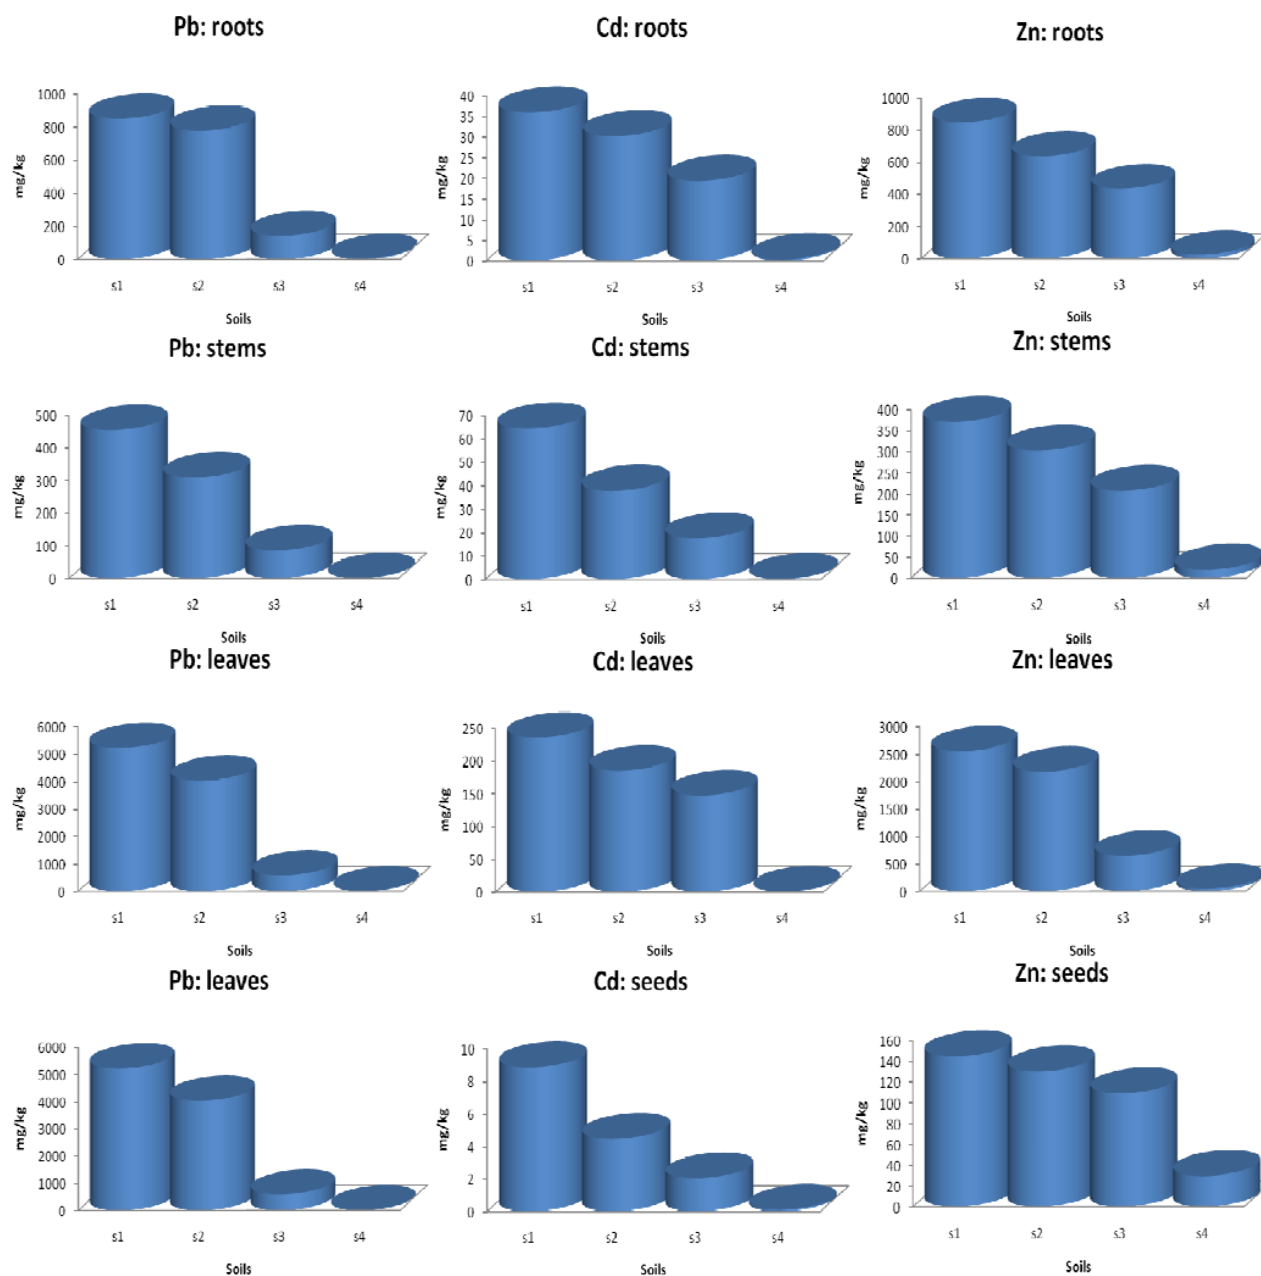 Pb: roots
Cd: roots
Zn: roots
mg/kg
1000
800
600
400
200
0
s1 s2 s3 s4
Soils
mg/kg
40
35
30
25
20
15
10
5
0
s1 s2 s3 s4
Soils
mg/kg
1000
800
600
400
200
0
s1 s2 s3 s4
Soils
Pb: stems
Cd: stems
Zn: stems
mg/kg
500
400
300
200
100
0
s1 s2 s3 s4
Soils
mg/kg
70
60
50
40
30
20
10
0
s1 s2 s3 s4
Soils
mg/kg
400
350
300
250
200
150
100
50
0
s1 s2 s3 s4
Soils
Pb: leaves
Cd: leaves
Zn: leaves
mg/kg
6000
5000
4000
3000
2000
1000
0
s1 s2 s3 s4
Soils
mg/kg
250
200
150
100
50
0
s1 s2 s3 s4
Soils
mg/kg
3000
2500
2000
1500
1000
500
0
s1 s2 s3 s4
Soils
Pb: leaves
Cd: seeds
Zn: seeds
mg/kg
6000
5000
4000
3000
2000
1000
0
s1 s2 s3 s4
Soils
mg/kg
10
8
6
4
2
0
s1 s2 s3 s4
Soils
mg/kg
160
140
120
100
80
60
40
20
0
s1 s2 s3 s4
Soils